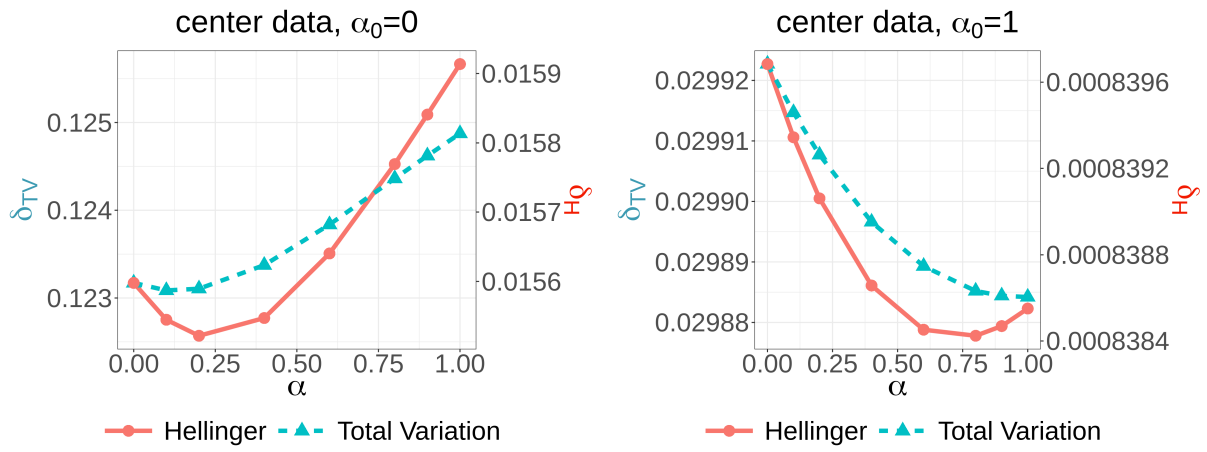 center data, α₀=0
δTV
0.125
0.124
0.123
0.0159
0.0158
0.0157
0.0156
δH
0.00 0.25 0.50 0.75 1.00
α
Hellinger Total Variation
center data, α₀=1
δTV
0.02992
0.02991
0.02990
0.02989
0.02988
0.0008396
0.0008392
0.0008388
0.0008384
δH
0.00 0.25 0.50 0.75 1.00
α
Hellinger Total Variation